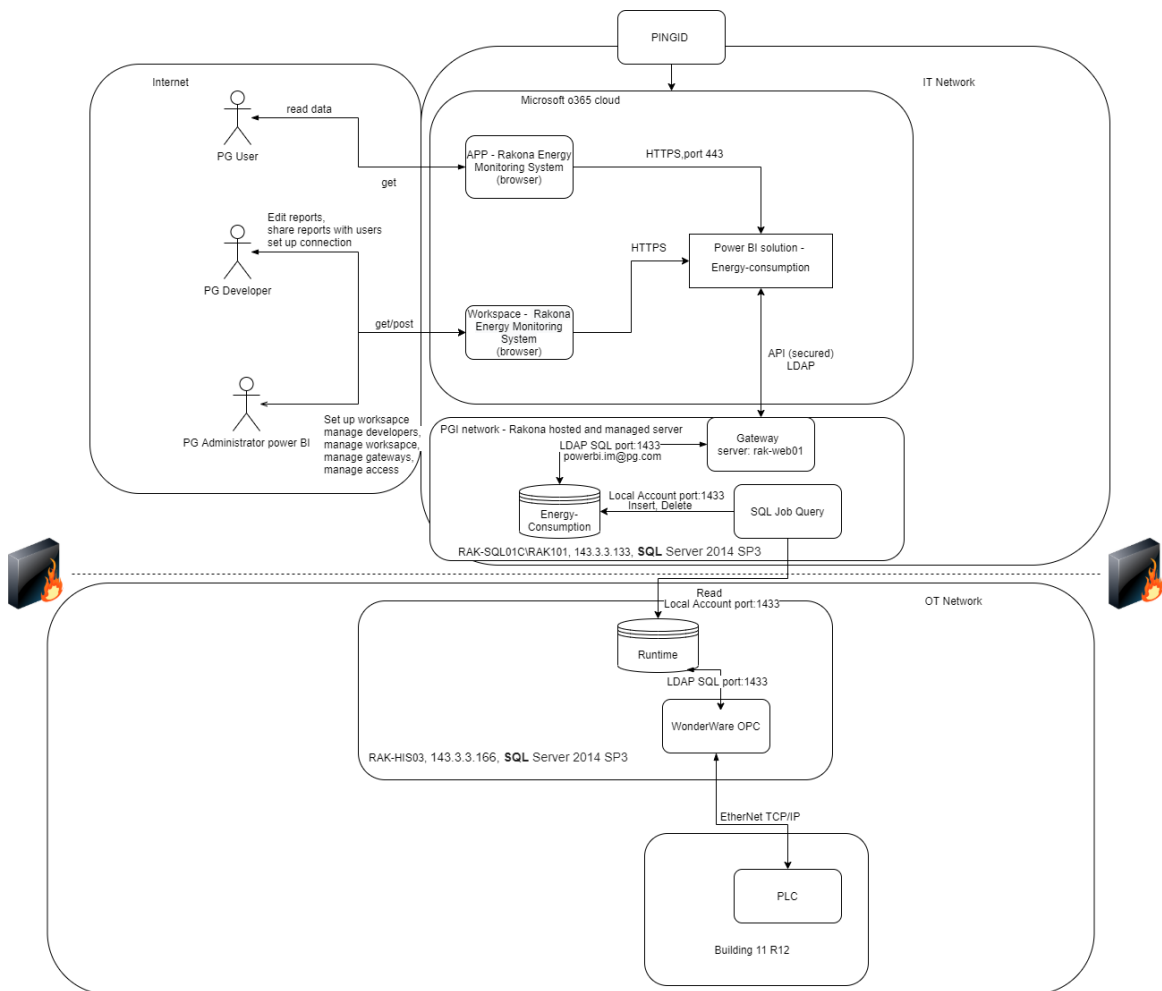 PINGID
Internet
IT Network
Microsoft o365 cloud
read data
PG User
get
APP - Rakona Energy
Monitoring System
(browser)
HTTPS,port 443
Edit reports,
share reports with users
set up connection
PG Developer
HTTPS
Power BI solution -
Energy-consumption
get/post
Workspace - Rakona
Energy Monitoring
System
(browser)
API (secured)
LDAP
PG Administrator power BI
Set up worksapce
manage developers,
manage worksapce,
manage gateways,
manage access
PGI network - Rakona hosted and managed server
LDAP SQL port:1433
powerbi.im@pg.com
Gateway
server: rak-web01
Energy-
Consumption
Local Account port:1433
Insert, Delete
SQL Job Query
RAK-SQL01C\RAK101, 143.3.3.133, SQL Server 2014 SP3
OT Network
Read
Local Account port:1433
Runtime
LDAP SQL port:1433
WonderWare OPC
RAK-HIS03, 143.3.3.166, SQL Server 2014 SP3
EtherNet TCP/IP
PLC
Building 11 R12